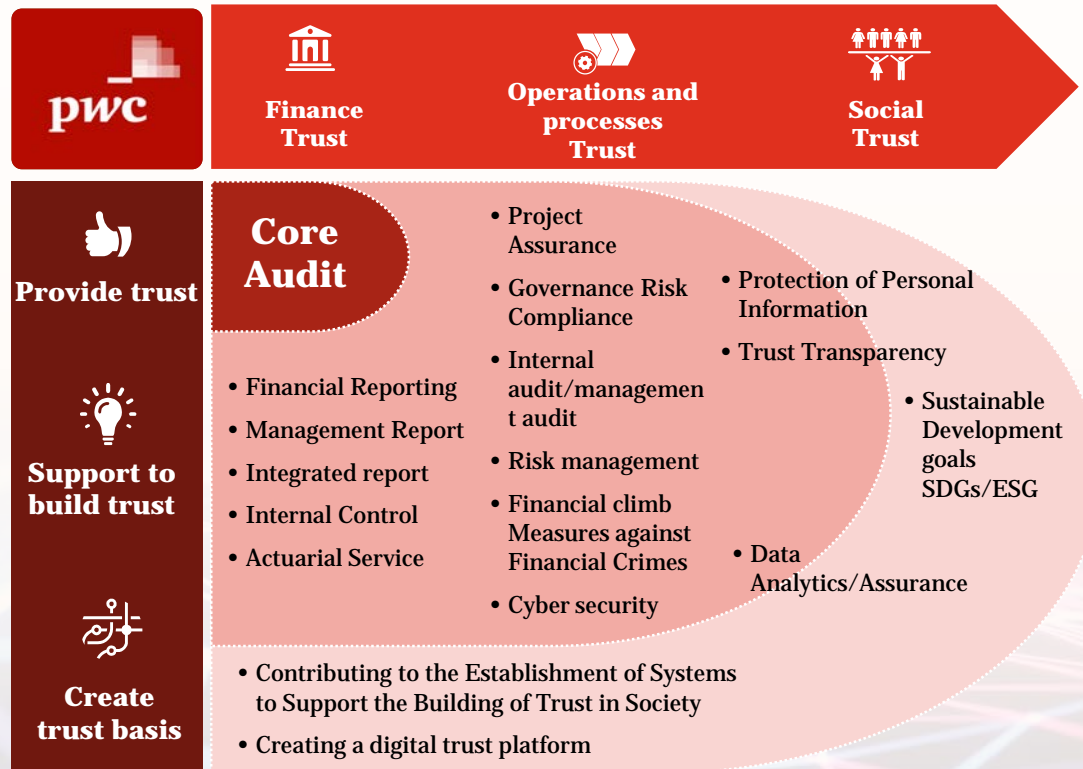 pwc
Finance
Trust
Operations and
processes
Trust
Social
Trust
Provide trust
Support to
build trust
Create
trust basis
Core
Audit
• Financial Reporting
• Management Report
• Integrated report
• Internal Control
• Actuarial Service
• Project
Assurance
• Governance Risk
Compliance
• Internal
audit/managemen
t audit
• Risk management
• Financial climb
Measures against
Financial Crimes
• Cyber security
• Protection of Personal
Information
• Trust Transparency
• Data
Analytics/Assurance
• Sustainable
Development
goals
SDGs/ESG
• Contributing to the Establishment of Systems
to Support the Building of Trust in Society
• Creating a digital trust platform